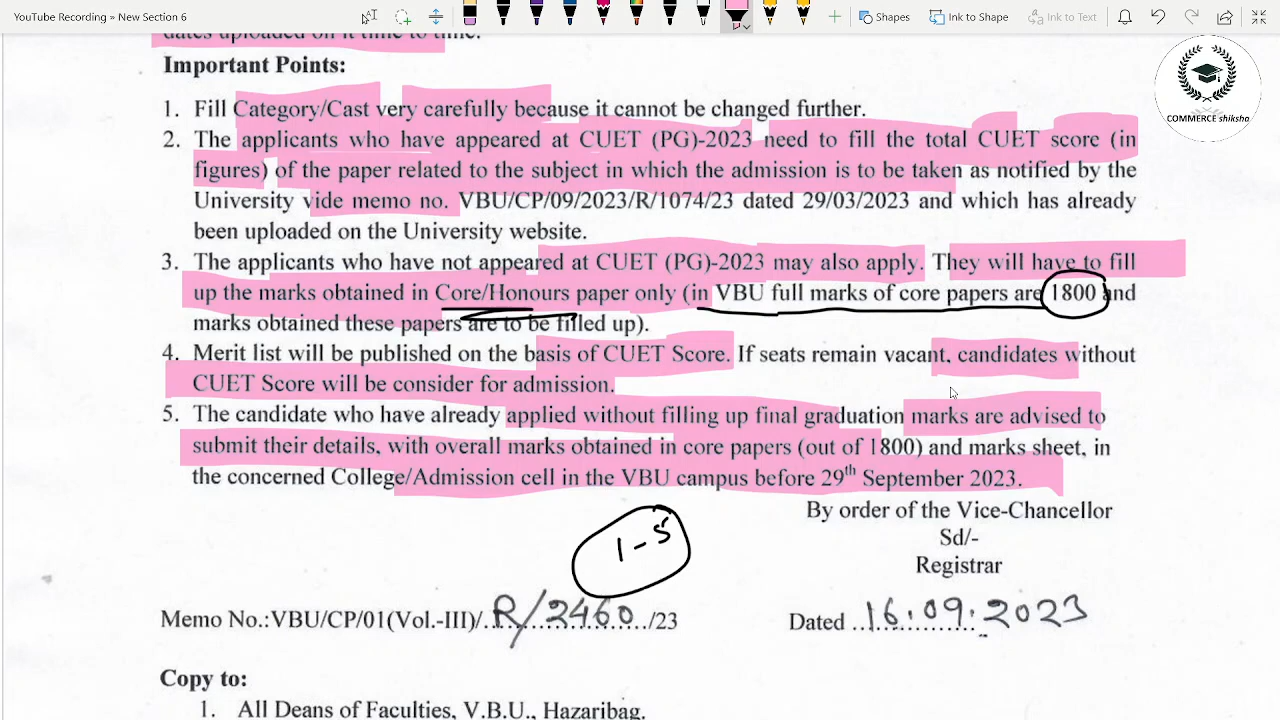 YouTube Recording » New Section 6
Shapes
Ink to Shape
Ink to Text
dates uploaded on it time to time.
COMMERCE shiksha
Important Points:
1. Fill Category/Cast very carefully because it cannot be changed further.
2. The applicants who have appeared at CUET (PG)-2023 need to fill the total CUET score (in
figures) of the paper related to the subject in which the admission is to be taken as notified by the
University vide memo no. VBU/CP/09/2023/R/1074/23 dated 29/03/2023 and which has already
been uploaded on the University website.
3. The applicants who have not appeared at CUET (PG)-2023 may also apply. They will have to fill
up the marks obtained in Core/Honours paper only (in VBU full marks of core papers are 1800 and
marks obtained these papers are to be filled up).
4. Merit list will be published on the basis of CUET Score. If seats remain vacant, candidates without
CUET Score will be consider for admission.
5. The candidate who have already applied without filling up final graduation marks are advised to
submit their details, with overall marks obtained in core papers (out of 1800) and marks sheet, in
the concerned College/Admission cell in the VBU campus before 29th September 2023.
By order of the Vice-Chancellor
Sd/-
Registrar
1-5
Memo No.:VBU/CP/01(Vol.-III)/..R/2460../23
Dated ..16.09.2023
Copy to:
1. All Deans of Faculties, V.B.U., Hazaribag.